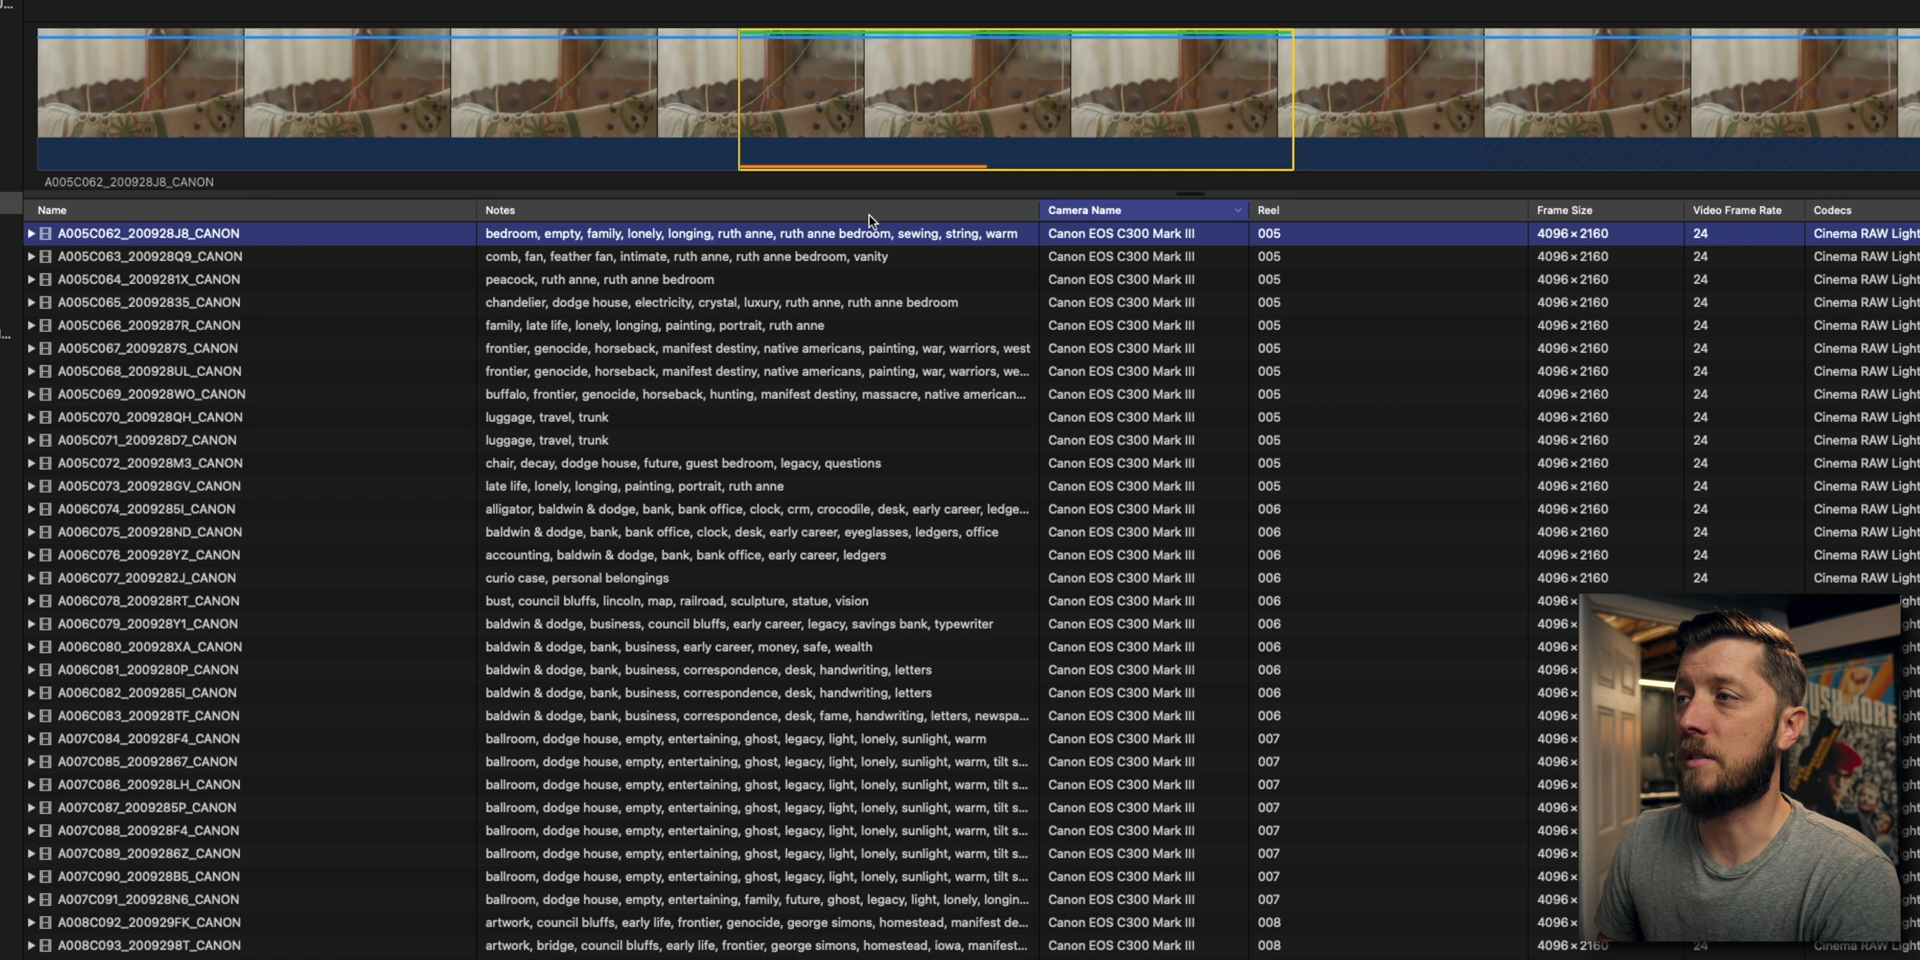 A005C062_200928J8_CANON
Name Notes Camera Name Reel Frame Size Video Frame Rate Codecs
A005C062_200928J8_CANON bedroom, empty, family, lonely, longing, ruth anne, ruth anne bedroom, sewing, string, warm Canon EOS C300 Mark III 005 4096×2160 24 Cinema RAW Light
A005C063_200928Q9_CANON comb, fan, feather fan, intimate, ruth anne, ruth anne bedroom, vanity Canon EOS C300 Mark III 005 4096×2160 24 Cinema RAW Light
A005C064_2009281X_CANON peacock, ruth anne, ruth anne bedroom Canon EOS C300 Mark III 005 4096×2160 24 Cinema RAW Light
A005C065_20092835_CANON chandelier, dodge house, electricity, crystal, luxury, ruth anne, ruth anne bedroom Canon EOS C300 Mark III 005 4096×2160 24 Cinema RAW Light
A005C066_2009287R_CANON family, late life, lonely, longing, painting, portrait, ruth anne Canon EOS C300 Mark III 005 4096×2160 24 Cinema RAW Light
A005C067_2009287S_CANON frontier, genocide, horseback, manifest destiny, native americans, painting, war, warriors, west Canon EOS C300 Mark III 005 4096×2160 24 Cinema RAW Light
A005C068_200928UL_CANON frontier, genocide, horseback, manifest destiny, native americans, painting, war, warriors, we... Canon EOS C300 Mark III 005 4096×2160 24 Cinema RAW Light
A005C069_200928WO_CANON buffalo, frontier, genocide, horseback, hunting, manifest destiny, massacre, native american... Canon EOS C300 Mark III 005 4096×2160 24 Cinema RAW Light
A005C070_200928QH_CANON luggage, travel, trunk Canon EOS C300 Mark III 005 4096×2160 24 Cinema RAW Light
A005C071_200928D7_CANON luggage, travel, trunk Canon EOS C300 Mark III 005 4096×2160 24 Cinema RAW Light
A005C072_200928M3_CANON chair, decay, dodge house, future, guest bedroom, legacy, questions Canon EOS C300 Mark III 005 4096×2160 24 Cinema RAW Light
A005C073_200928GV_CANON late life, lonely, longing, painting, portrait, ruth anne Canon EOS C300 Mark III 005 4096×2160 24 Cinema RAW Light
A006C074_2009285I_CANON alligator, baldwin & dodge, bank, bank office, clock, crm, crocodile, desk, early career, ledge... Canon EOS C300 Mark III 006 4096×2160 24 Cinema RAW Light
A006C075_200928ND_CANON baldwin & dodge, bank, bank office, clock, desk, early career, eyeglasses, ledgers, office Canon EOS C300 Mark III 006 4096×2160 24 Cinema RAW Light
A006C076_200928YZ_CANON accounting, baldwin & dodge, bank, bank office, early career, ledgers Canon EOS C300 Mark III 006 4096×2160 24 Cinema RAW Light
A006C077_2009282J_CANON curio case, personal belongings Canon EOS C300 Mark III 006 4096×2160 24 Cinema RAW Light
A006C078_200928RT_CANON bust, council bluffs, lincoln, map, railroad, sculpture, statue, vision Canon EOS C300 Mark III 006 4096×
A006C079_200928Y1_CANON baldwin & dodge, business, council bluffs, early career, legacy, savings bank, typewriter Canon EOS C300 Mark III 006 4096×
A006C080_200928XA_CANON baldwin & dodge, bank, business, early career, money, safe, wealth Canon EOS C300 Mark III 006 4096×
A006C081_2009280P_CANON baldwin & dodge, bank, business, correspondence, desk, handwriting, letters Canon EOS C300 Mark III 006 4096×
A006C082_2009285I_CANON baldwin & dodge, bank, business, correspondence, desk, handwriting, letters Canon EOS C300 Mark III 006 4096×
A006C083_200928TF_CANON baldwin & dodge, bank, business, correspondence, desk, fame, handwriting, letters, newspa... Canon EOS C300 Mark III 006 4096×
A007C084_200928F4_CANON ballroom, dodge house, empty, entertaining, ghost, legacy, light, lonely, sunlight, warm Canon EOS C300 Mark III 007 4096×
A007C085_20092867_CANON ballroom, dodge house, empty, entertaining, ghost, legacy, light, lonely, sunlight, warm, tilt s... Canon EOS C300 Mark III 007 4096×
A007C086_200928LH_CANON ballroom, dodge house, empty, entertaining, ghost, legacy, light, lonely, sunlight, warm, tilt s... Canon EOS C300 Mark III 007 4096×
A007C087_2009285P_CANON ballroom, dodge house, empty, entertaining, ghost, legacy, light, lonely, sunlight, warm, tilt s... Canon EOS C300 Mark III 007 4096×
A007C088_200928F4_CANON ballroom, dodge house, empty, entertaining, ghost, legacy, light, lonely, sunlight, warm, tilt s... Canon EOS C300 Mark III 007 4096×
A007C089_2009286Z_CANON ballroom, dodge house, empty, entertaining, ghost, legacy, light, lonely, sunlight, warm, tilt s... Canon EOS C300 Mark III 007 4096×
A007C090_200928B5_CANON ballroom, dodge house, empty, entertaining, ghost, legacy, light, lonely, sunlight, warm, tilt s... Canon EOS C300 Mark III 007 4096×
A007C091_200928N6_CANON ballroom, dodge house, empty, entertaining, family, future, ghost, legacy, light, lonely, longin... Canon EOS C300 Mark III 007 4096×
A008C092_200929FK_CANON artwork, council bluffs, early life, frontier, genocide, george simons, homestead, manifest de... Canon EOS C300 Mark III 008 4096×
A008C093_2009298T_CANON artwork, bridge, council bluffs, early life, frontier, george simons, homestead, iowa, manifest... Canon EOS C300 Mark III 008 4096×2160 24 Cinema RAW Light